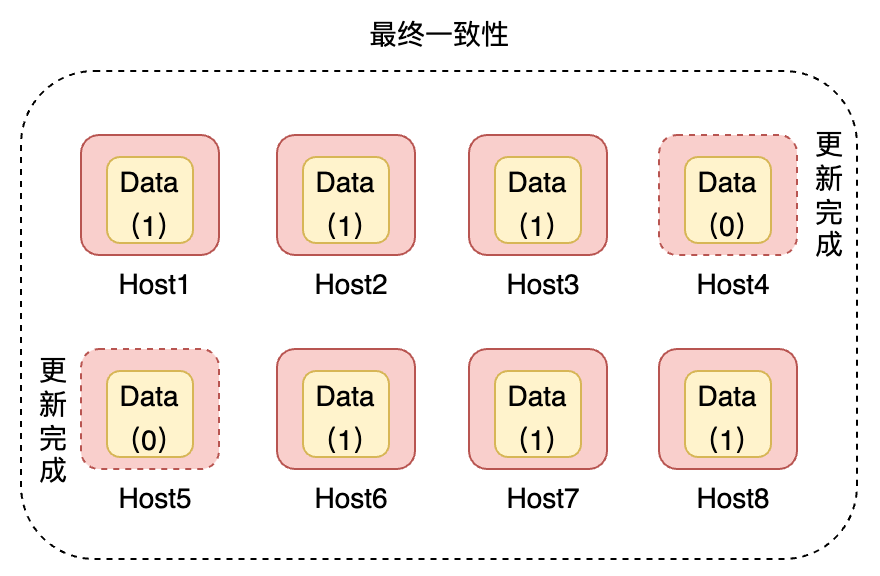 最终一致性
Data
(1)
Host1
Data
(1)
Host2
Data
(1)
Host3
Data
(0)
Host4
更新完成
更新完成
Data
(0)
Host5
Data
(1)
Host6
Data
(1)
Host7
Data
(1)
Host8